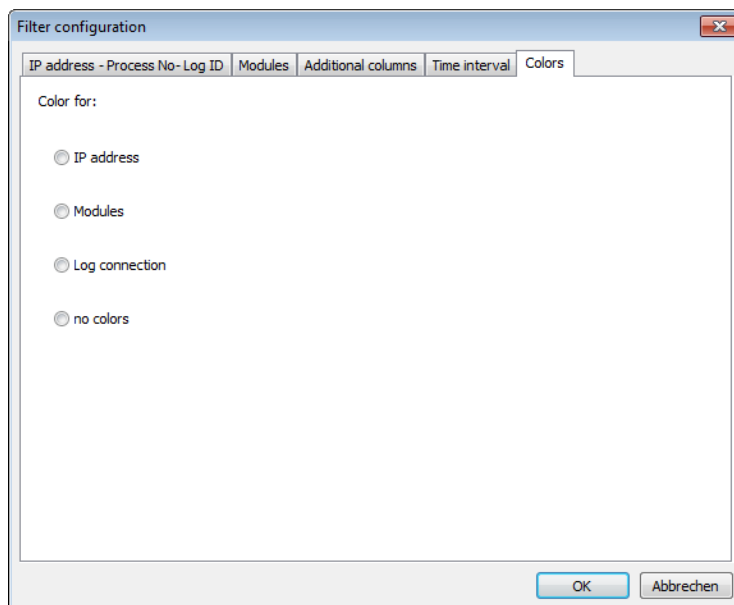 Filter configuration
IP address - Process No- Log ID Modules Additional columns Time interval Colors
Color for:
IP address
Modules
Log connection
no colors
OK Abbrechen